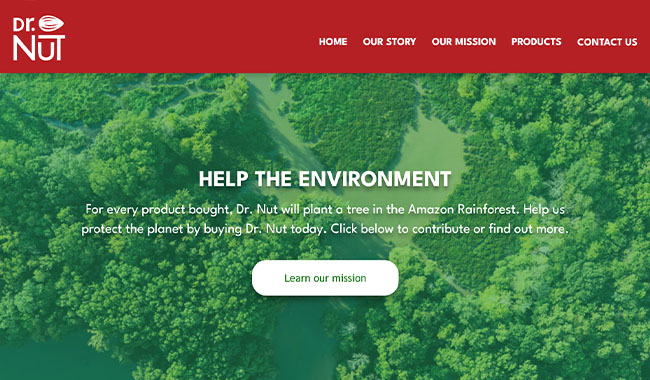 Dr.
NUT
HOME OUR STORY OUR MISSION PRODUCTS CONTACT US
HELP THE ENVIRONMENT
For every product bought, Dr. Nut will plant a tree in the Amazon Rainforest. Help us
protect the planet by buying Dr. Nut today. Click below to contribute or find out more.
Learn our mission